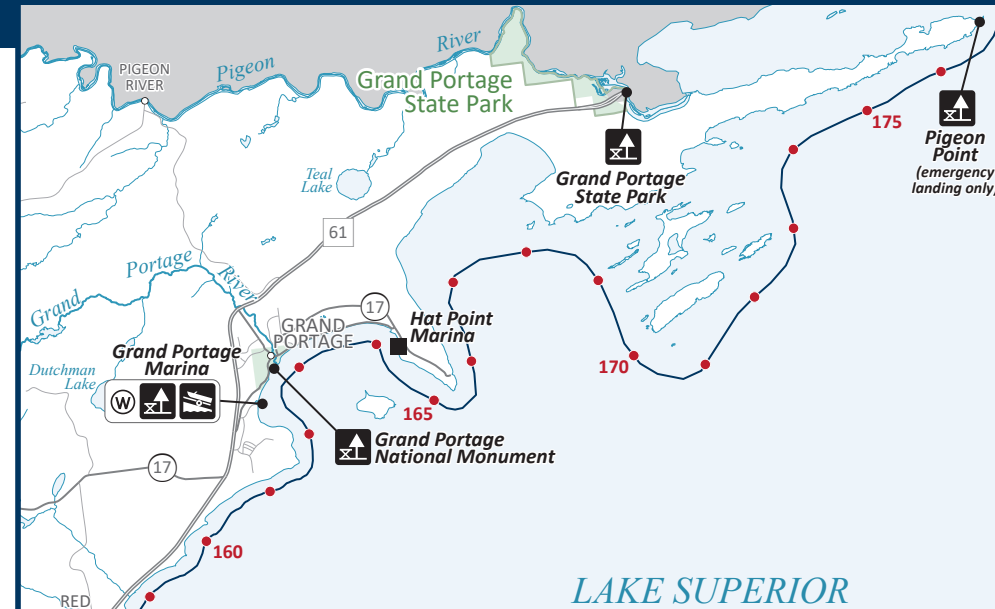 PIGEON
RIVER
Pigeon
River
Grand Portage
State Park
175
Pigeon
Point
(emergency
landing only)
Grand Portage
State Park
Teal
Lake
61
Grand
Portage
River
17
GRAND
PORTAGE
Hat Point
Marina
Grand Portage
Marina
W
Dutchman
Lake
170
165
Grand Portage
National Monument
17
160
RED
LAKE SUPERIOR